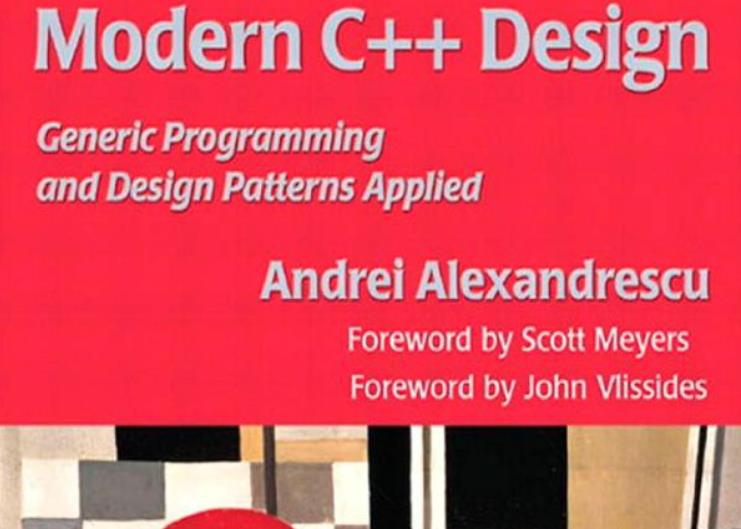 Modern C++ Design
Generic Programming
and Design Patterns Applied
Andrei Alexandrescu
Foreword by Scott Meyers
Foreword by John Vlissides